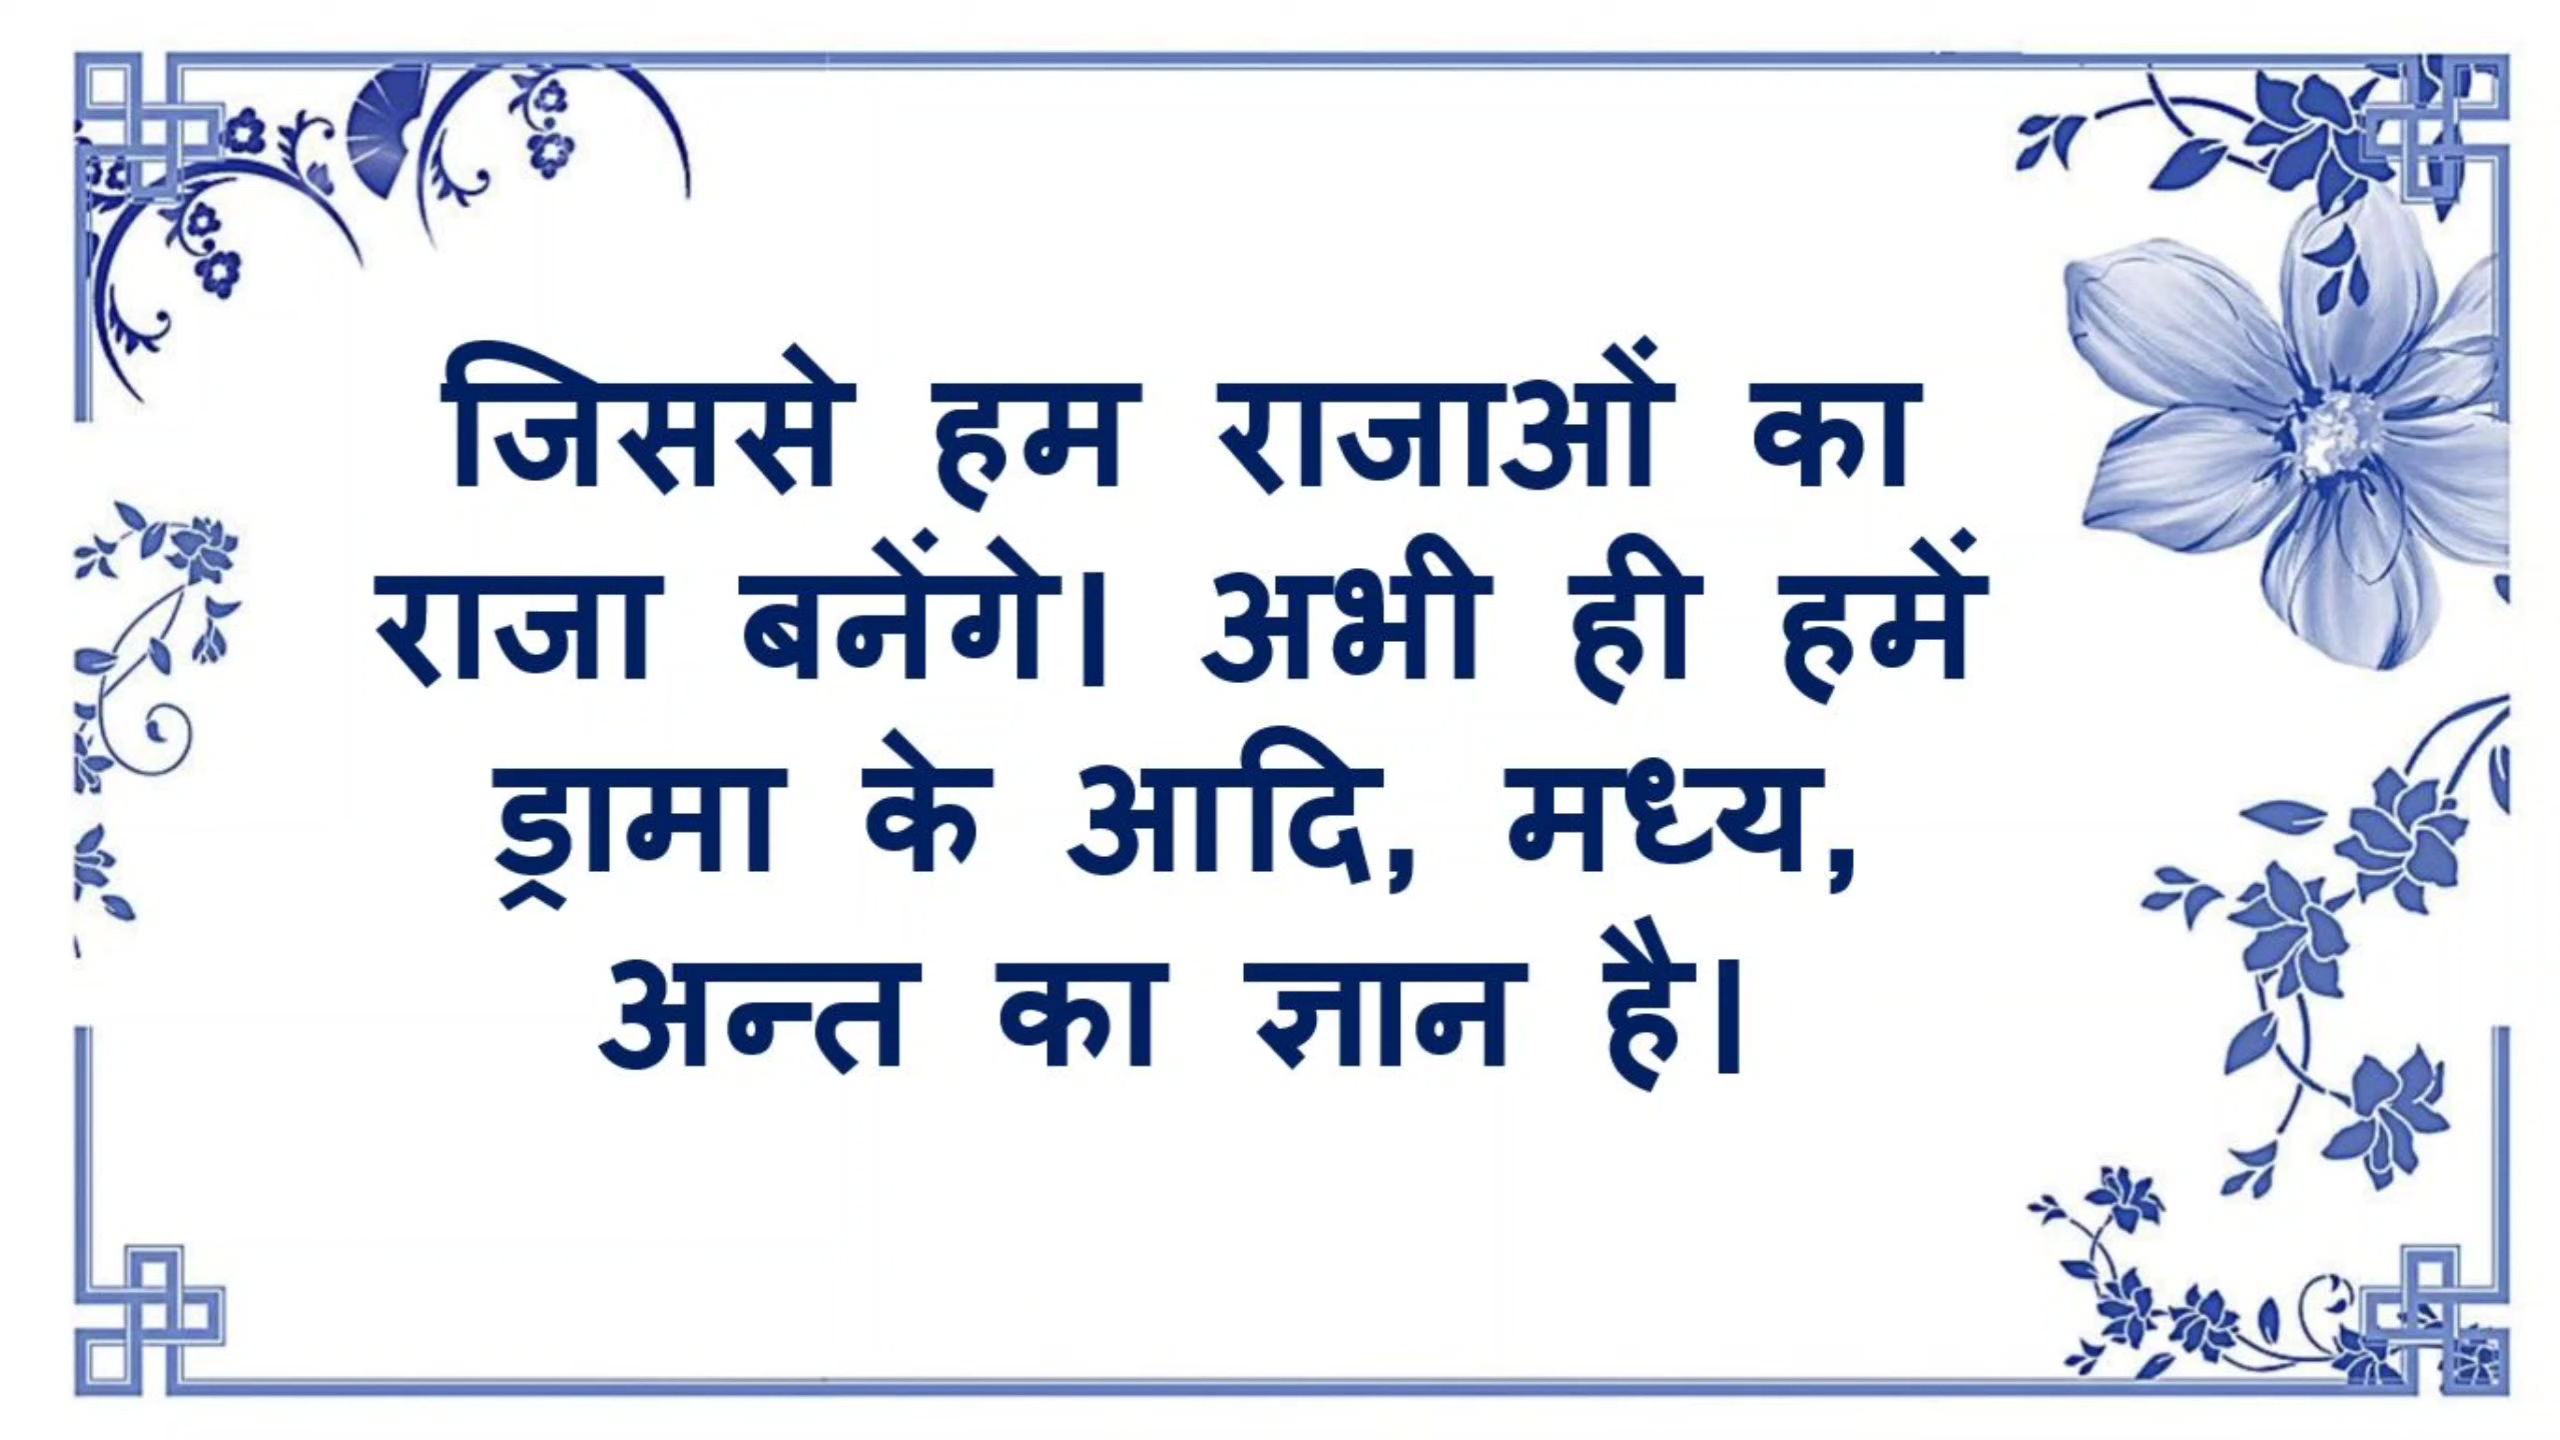 जिससे हम राजाओं का
राजा बनेंगे। अभी ही हमें
ड्रामा के आदि, मध्य,
अन्त का ज्ञान है।